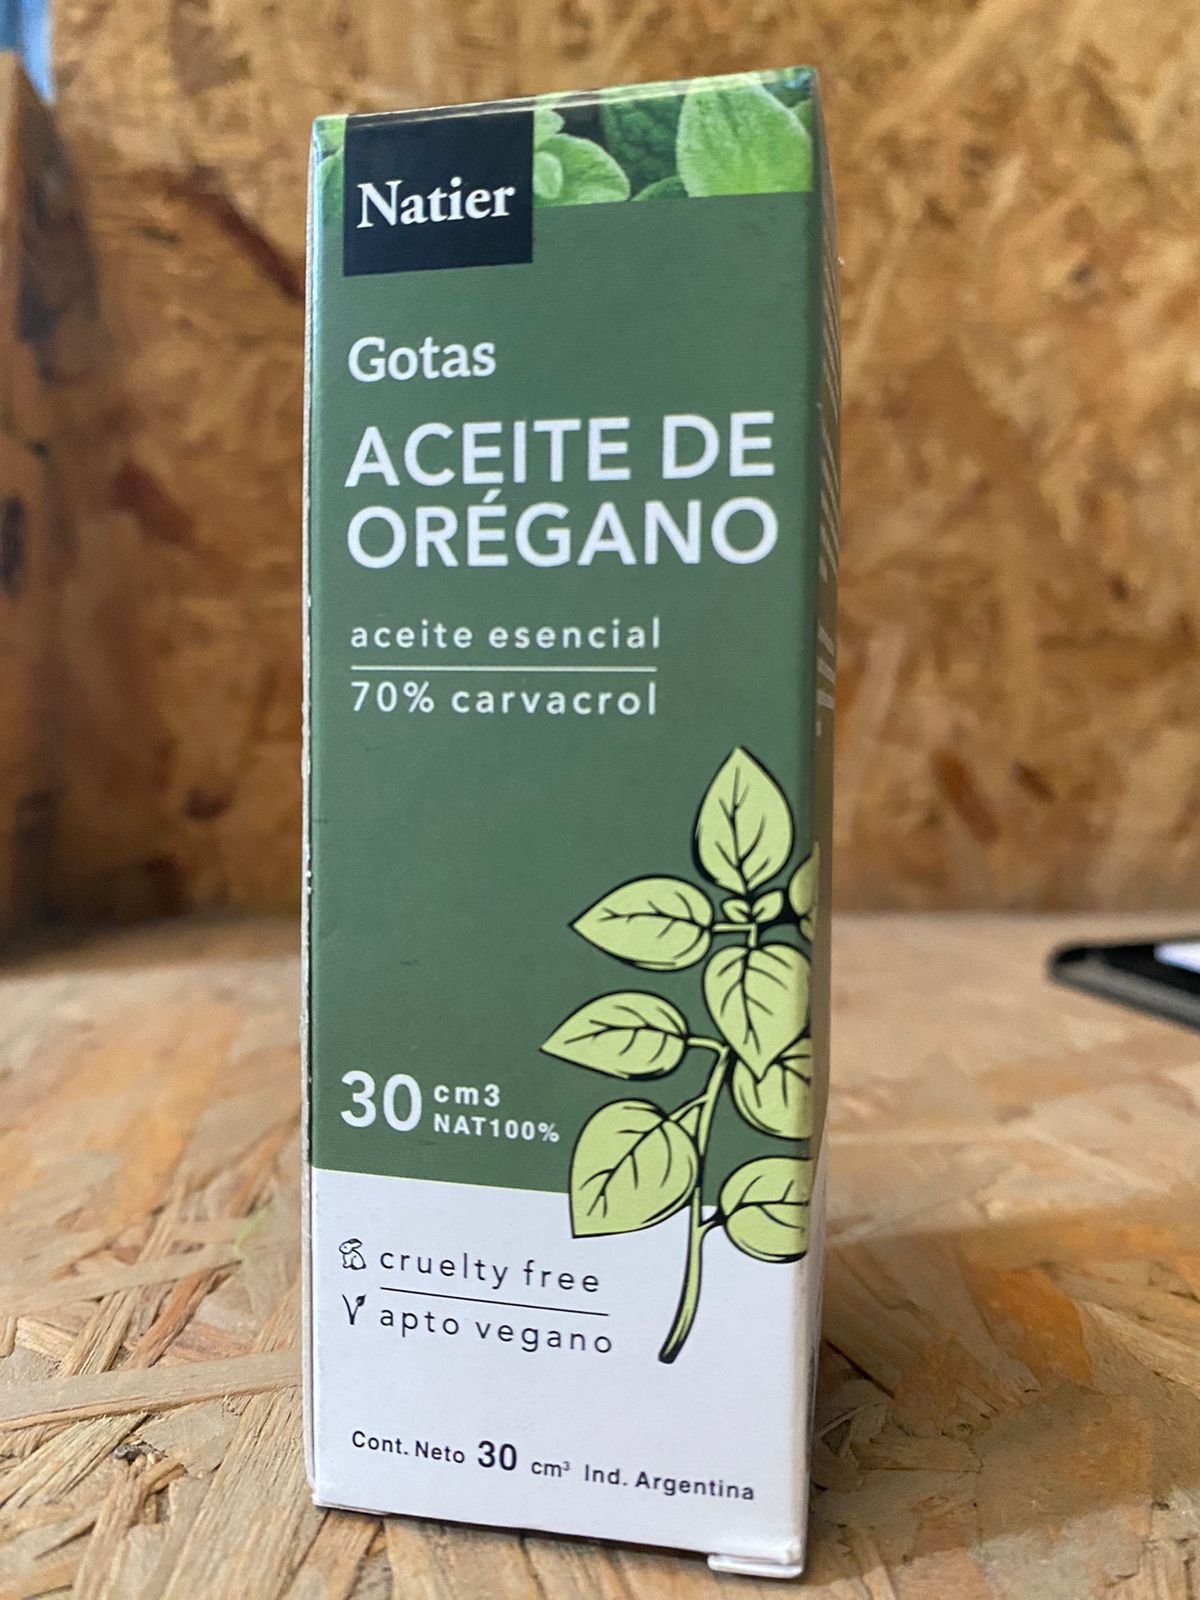 Natier
Gotas
ACEITE DE
ORÉGANO
aceite esencial
70% carvacrol
30 cm3
NAT100%
cruelty free
apto vegano
Cont. Neto 30 cm³ Ind. Argentina